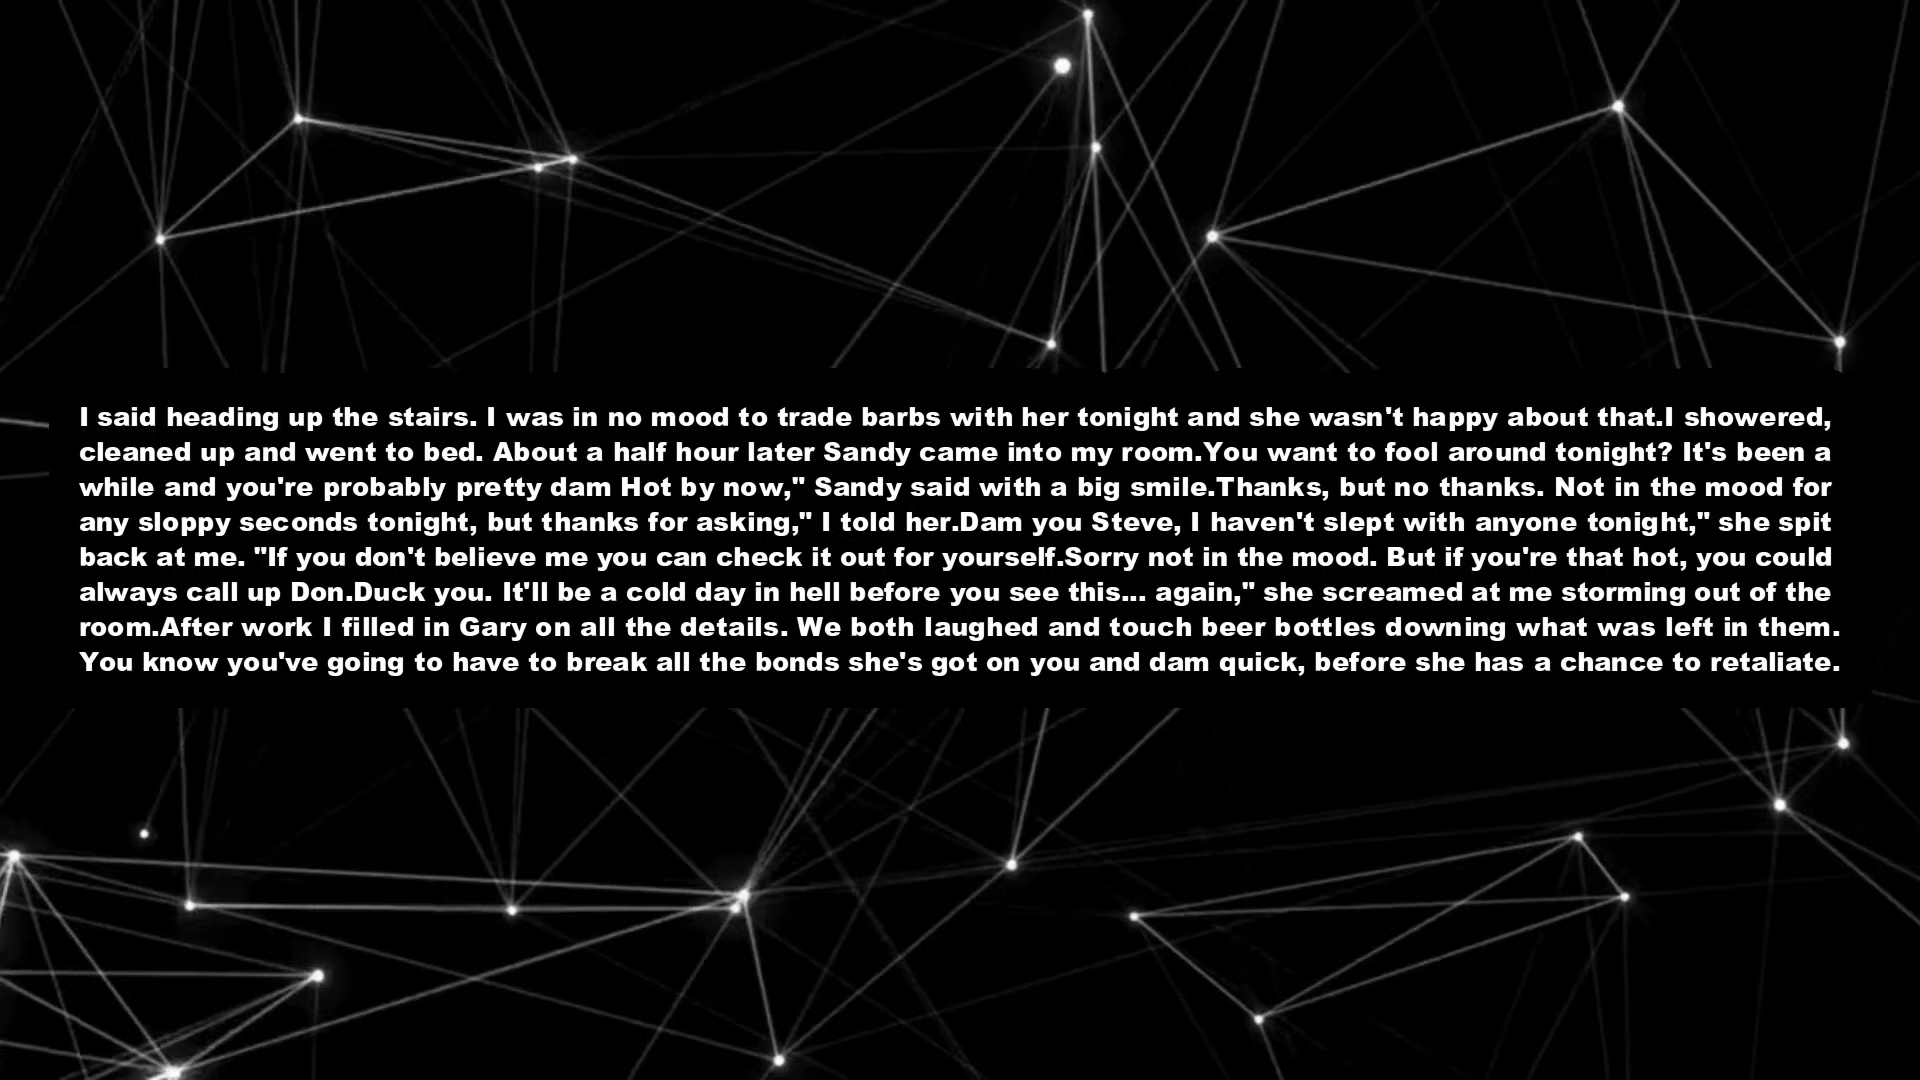 I said heading up the stairs. I was in no mood to trade barbs with her tonight and she wasn't happy about that.I showered,
cleaned up and went to bed. About a half hour later Sandy came into my room.You want to fool around tonight? It's been a
while and you're probably pretty dam Hot by now," Sandy said with a big smile.Thanks, but no thanks. Not in the mood for
any sloppy seconds tonight, but thanks for asking," I told her.Dam you Steve, I haven't slept with anyone tonight," she spit
back at me. "If you don't believe me you can check it out for yourself.Sorry not in the mood. But if you're that hot, you could
always call up Don.Duck you. It'll be a cold day in hell before you see this... again," she screamed at me storming out of the
room.After work I filled in Gary on all the details. We both laughed and touch beer bottles downing what was left in them.
You know you've going to have to break all the bonds she's got on you and dam quick, before she has a chance to retaliate.